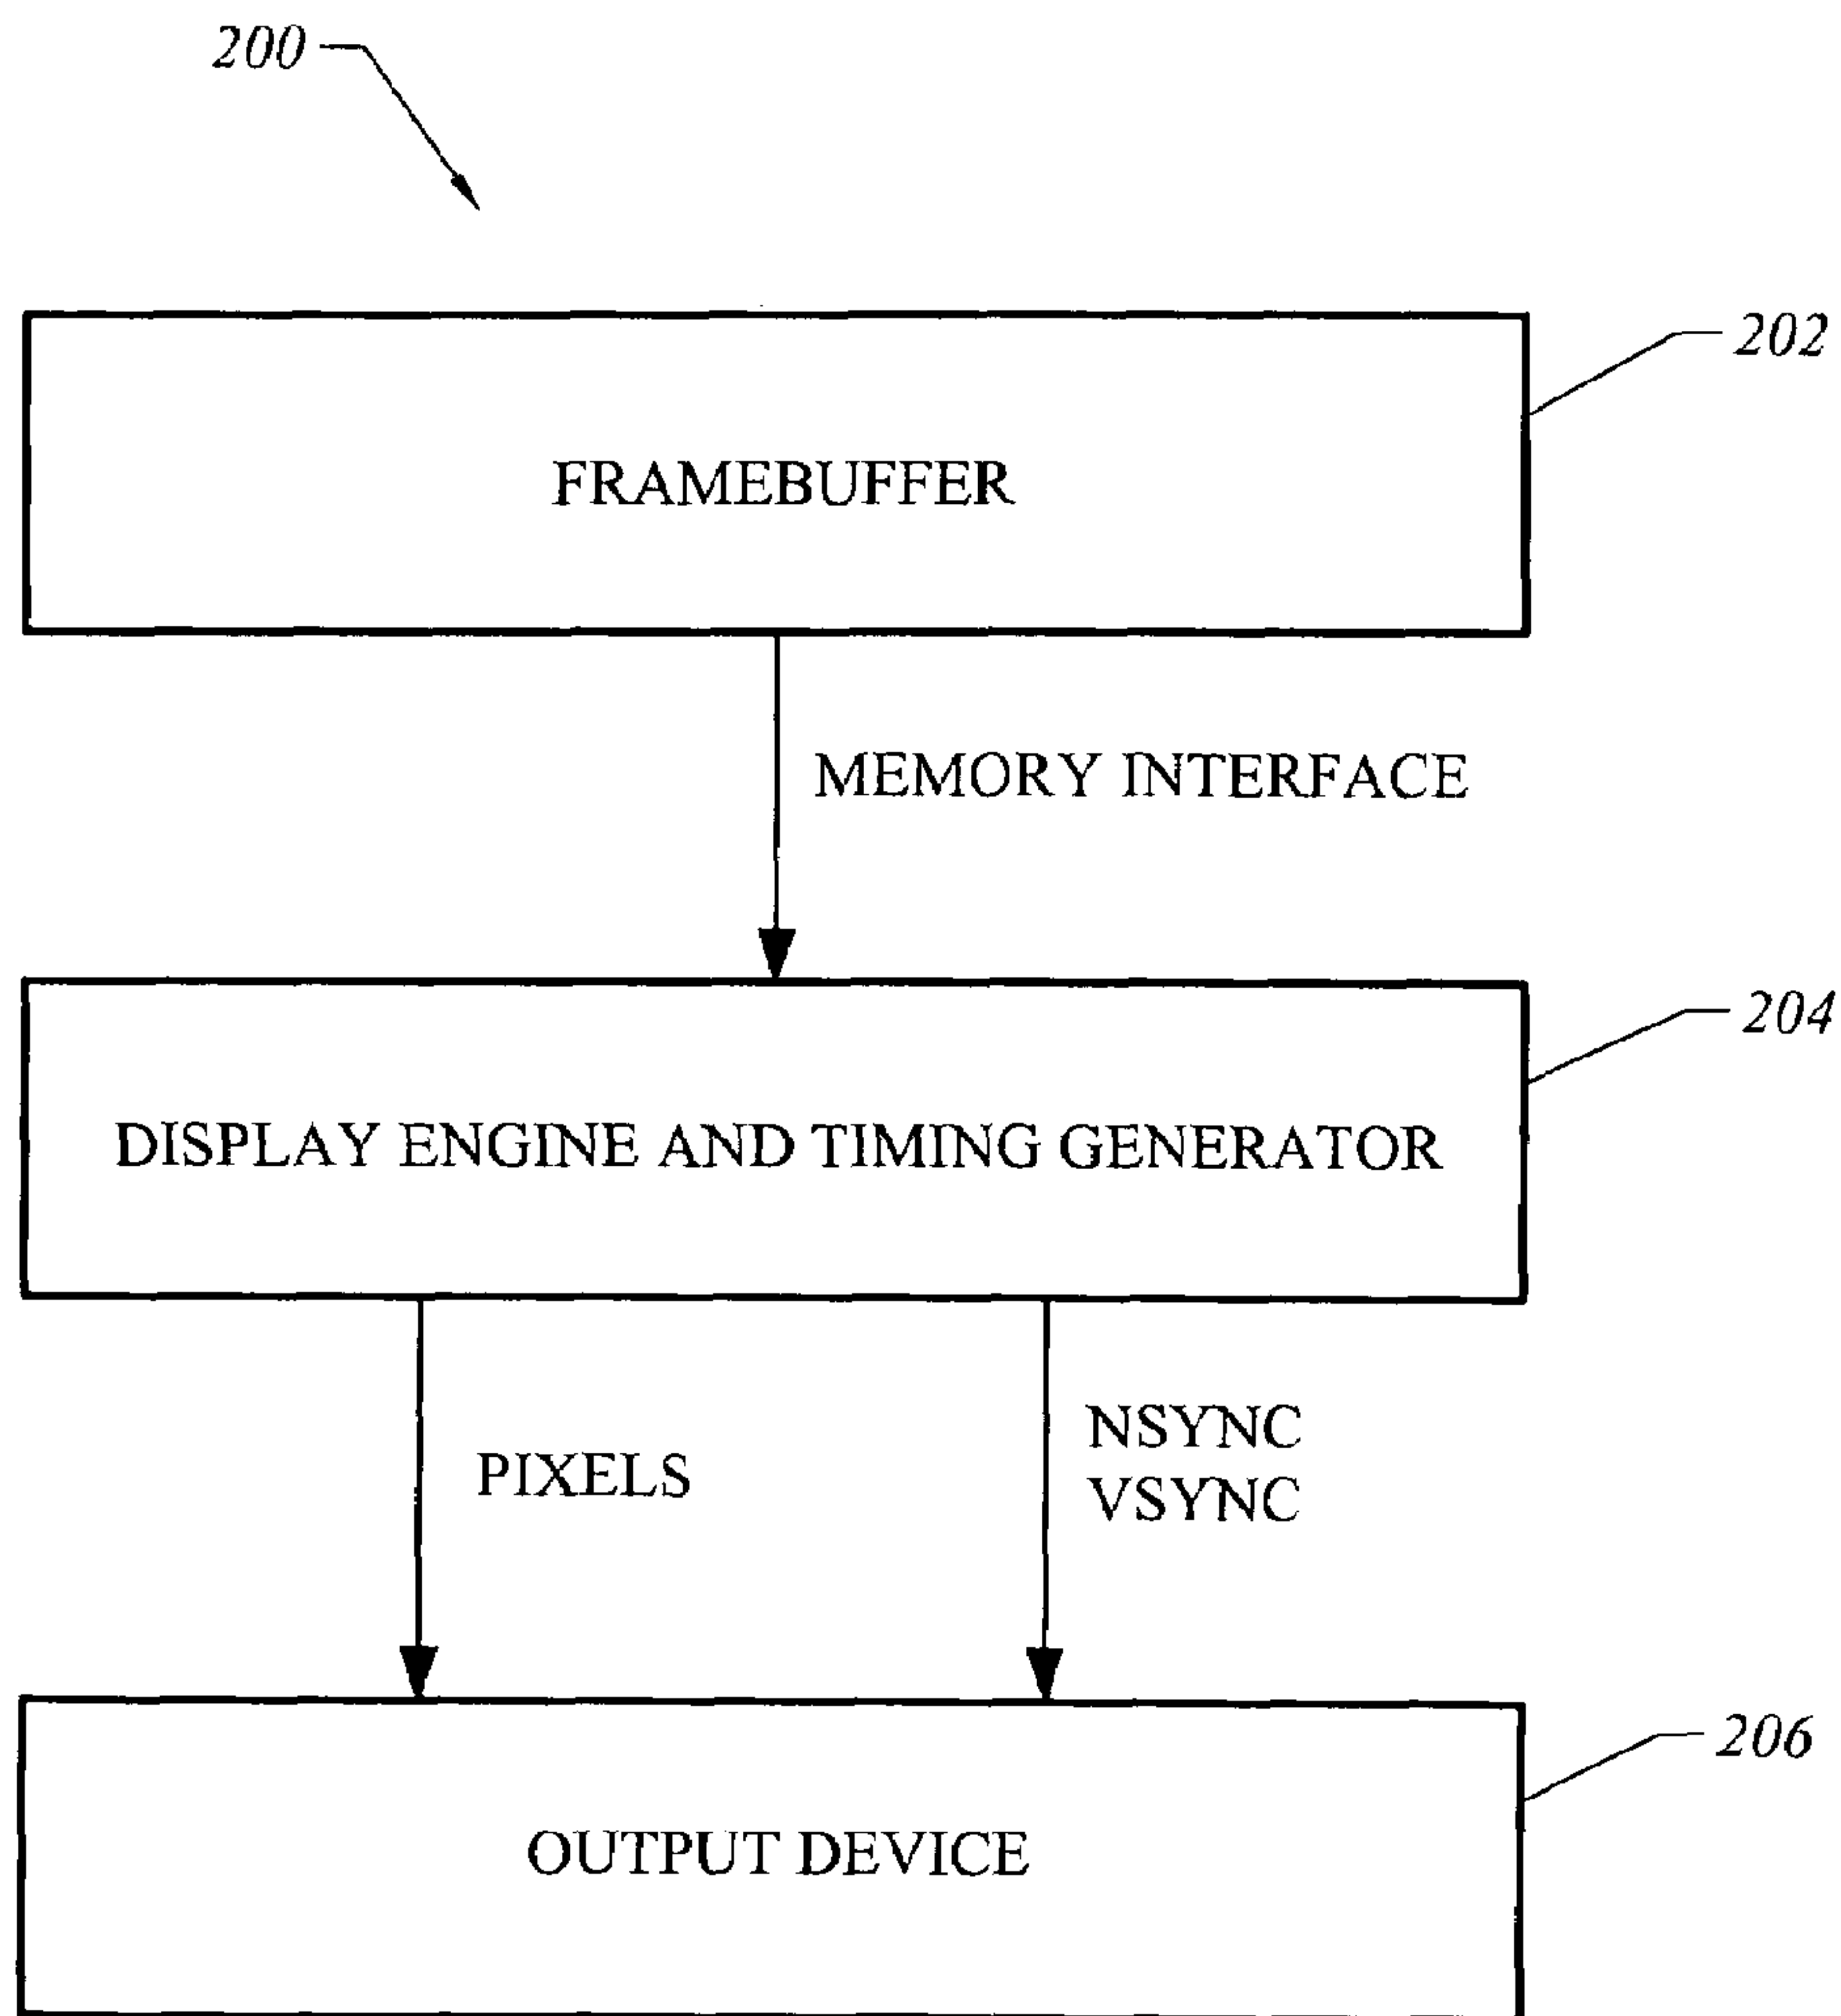 200
202
FRAMEBUFFER
MEMORY INTERFACE
204
DISPLAY ENGINE AND TIMING GENERATOR
PIXELS
NSYNC
VSYNC
206
OUTPUT DEVICE